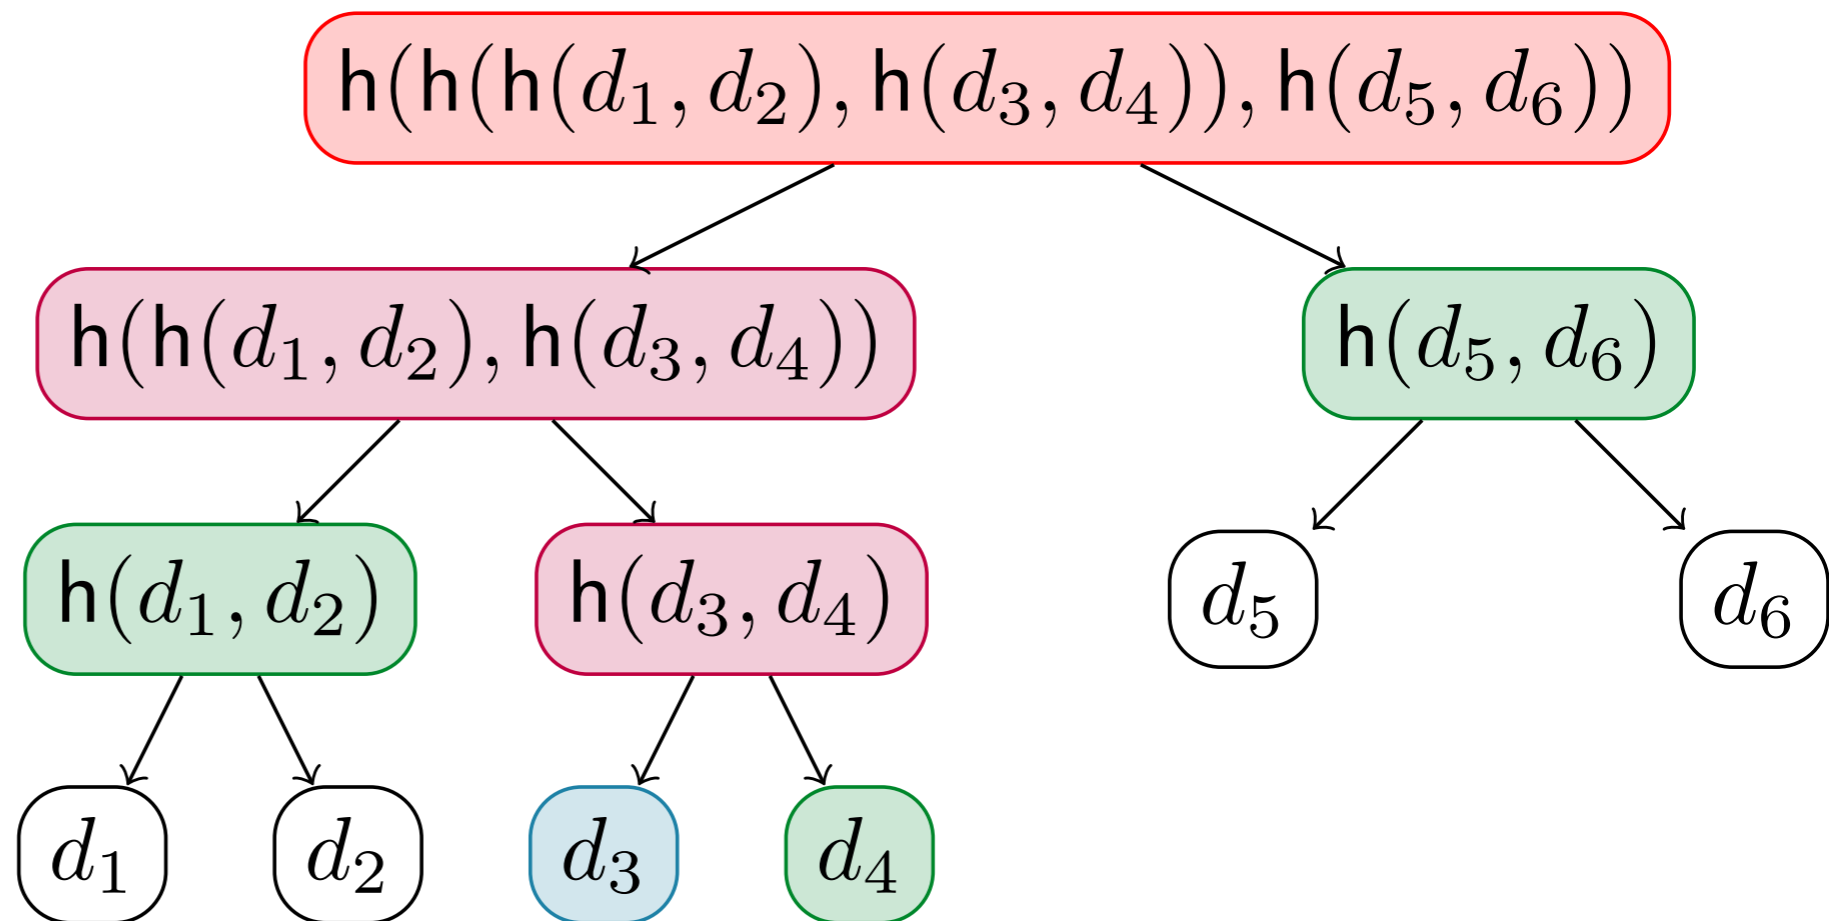 h(h(h(d₁, d₂), h(d₃, d₄)), h(d₅, d₆))
h(h(d₁, d₂), h(d₃, d₄))
h(d₅, d₆)
h(d₁, d₂)
h(d₃, d₄)
d₅
d₆
d₁
d₂
d₃
d₄